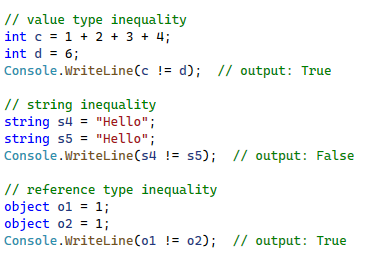 // value type inequality
int c = 1 + 2 + 3 + 4;
int d = 6;
Console.WriteLine(c != d);  // output: True

// string inequality
string s4 = "Hello";
string s5 = "Hello";
Console.WriteLine(s4 != s5);  // output: False

// reference type inequality
object o1 = 1;
object o2 = 1;
Console.WriteLine(o1 != o2);  // output: True